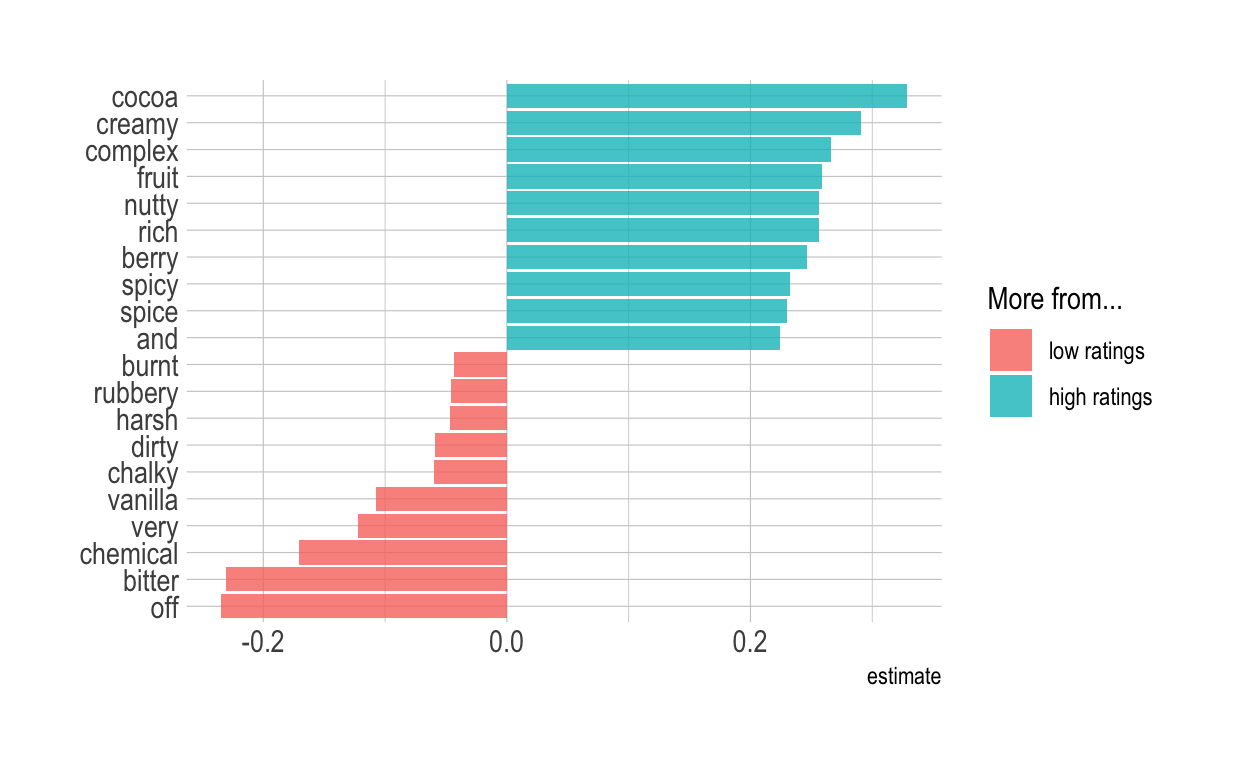 cocoa
creamy
complex
fruit
nutty
rich
berry
spicy
spice
and
burnt
rubbery
harsh
dirty
chalky
vanilla
very
chemical
bitter
off
-0.2 0.0 0.2
estimate
More from...
low ratings
high ratings